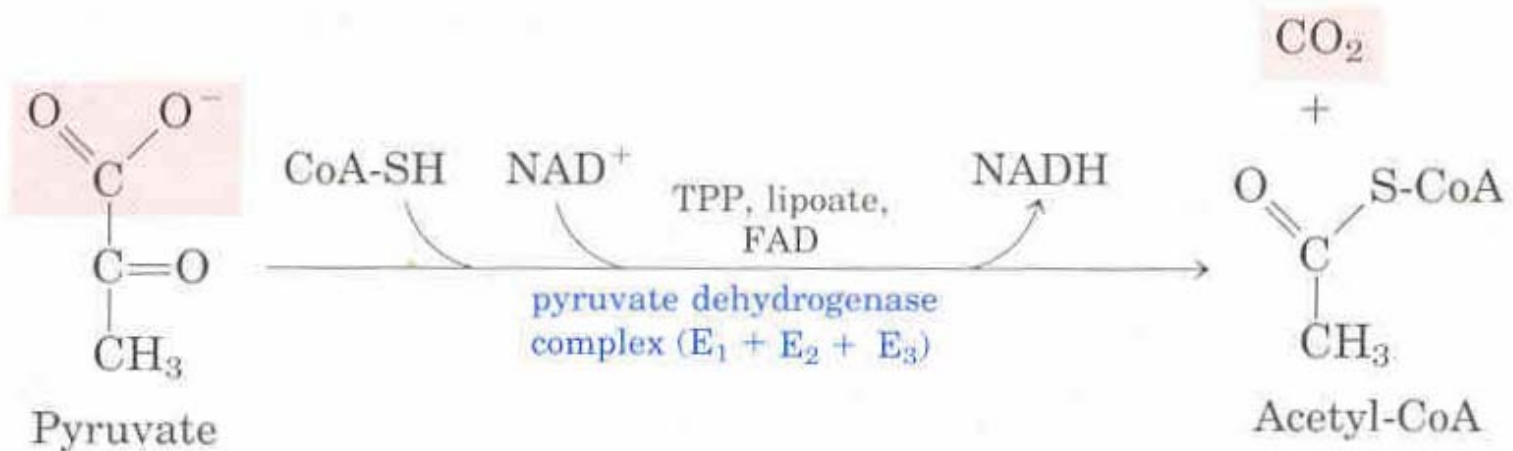 CO₂
+
O O⁻
C
C=O
CH₃
Pyruvate
CoA-SH NAD⁺ NADH
TPP, lipoate,
FAD
pyruvate dehydrogenase
complex (E₁ + E₂ + E₃)
O S-CoA
C
CH₃
Acetyl-CoA